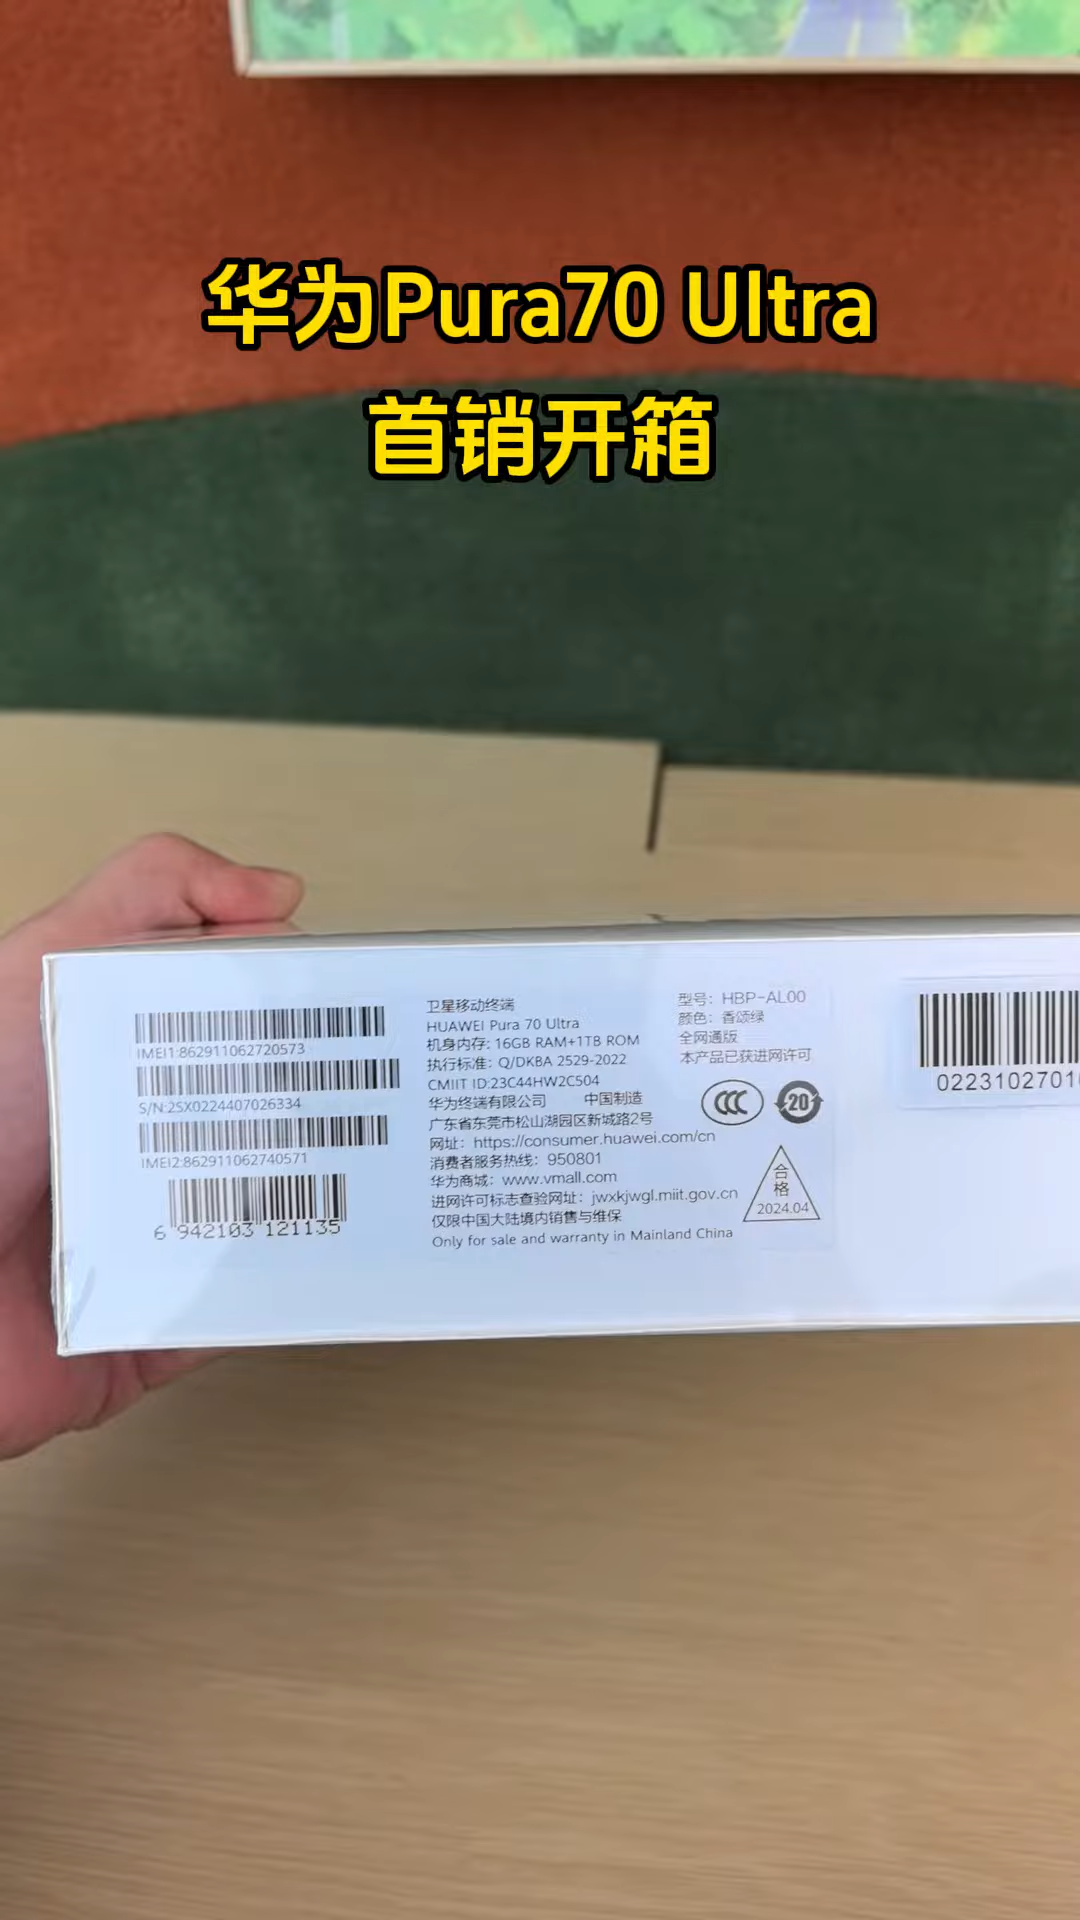 华为Pura70 Ultra
首销开箱
IMEI1:862911062720573
S/N:25X0224407026334
IMEI2:862911062740571
6 942103 121135
卫星移动终端
HUAWEI Pura 70 Ultra
机身内存: 16GB RAM+1TB ROM
执行标准: Q/DKBA 2529-2022
CMIIT ID:23C44HW2C504
华为终端有限公司 中国制造
广东省东莞市松山湖园区新城路2号
网址: https://consumer.huawei.com/cn
消费者服务热线: 950801
华为商城: www.vmall.com
进网许可标志查验网址: jwxkjwgl.miit.gov.cn
仅限中国大陆境内销售与维保
Only for sale and warranty in Mainland China
型号: HBP-AL00
颜色: 香颂绿
全网通版
本产品已获进网许可
CCC
20
合
格
2024.04
0223102701